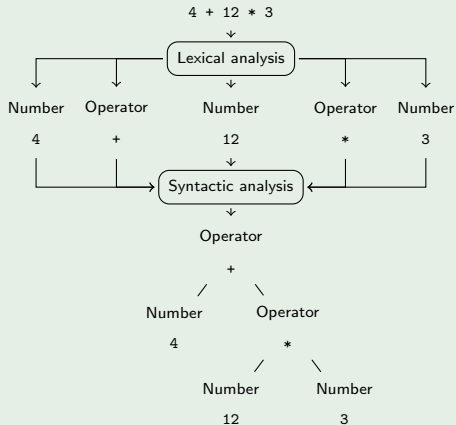 4 + 12 * 3
Lexical analysis
Number Operator Number Operator Number
4 + 12 * 3
Syntactic analysis
Operator
+
Number Operator
4 *
Number Number
12 3